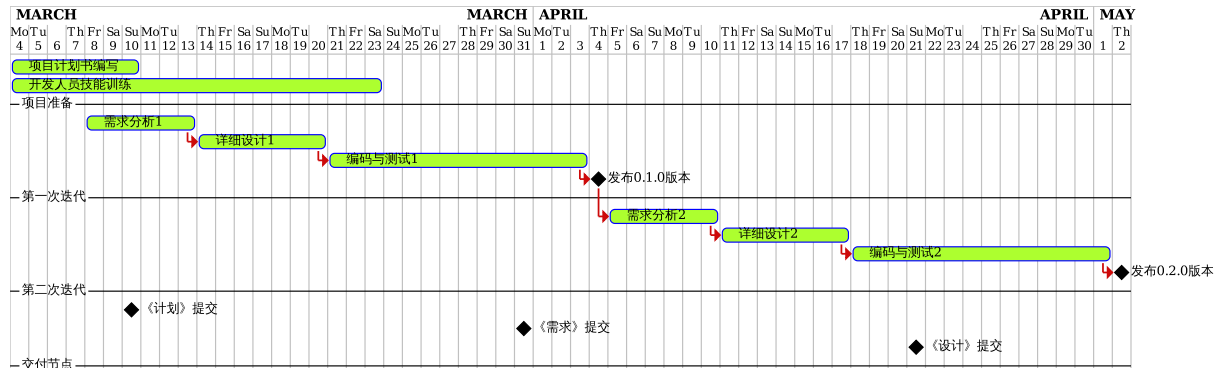 MARCH MARCH APRIL APRIL MAY
Mo Tu Th Fr Sa Su Mo Tu Th Fr Sa Su Mo Tu Th Fr Sa Su Mo Tu Th Fr Sa Su Mo Tu Th Fr Sa Su Mo Tu Th Fr Sa Su Mo Tu Th Fr Sa Su Mo Tu Th Fr Sa Su Mo Tu Th
4 5 6 7 8 9 10 11 12 13 14 15 16 17 18 19 20 21 22 23 24 25 26 27 28 29 30 31 1 2 3 4 5 6 7 8 9 10 11 12 13 14 15 16 17 18 19 20 21 22 23 24 25 26 27 28 29 30 1 2
项目计划书编写
开发人员技能训练
项目准备
需求分析1
详细设计1
编码与测试1
发布0.1.0版本
第一次迭代
需求分析2
详细设计2
编码与测试2
发布0.2.0版本
第二次迭代
《计划》提交
《需求》提交
《设计》提交
交付节点